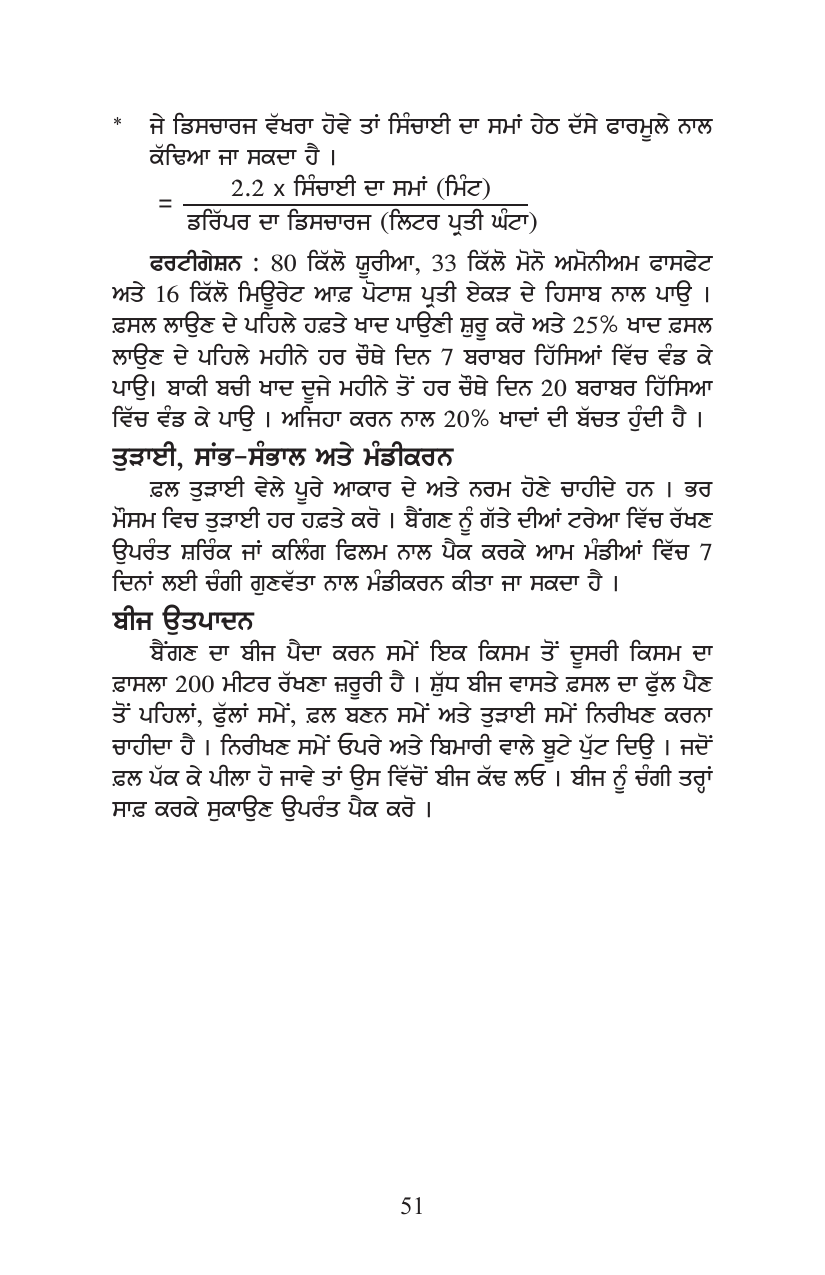 * ਜੇ ਡਿਸਚਾਰਜ ਵੱਖਰਾ ਹੋਵੇ ਤਾਂ ਸਿੰਚਾਈ ਦਾ ਸਮਾਂ ਹੇਠ ਦੱਸੇ ਫਾਰਮੂਲੇ ਨਾਲ
ਕੱਢਿਆ ਜਾ ਸਕਦਾ ਹੈ ।
2.2 x ਸਿੰਚਾਈ ਦਾ ਸਮਾਂ (ਮਿੰਟ)
=
ਡਰਿੱਪਰ ਦਾ ਡਿਸਚਾਰਜ (ਲਿਟਰ ਪ੍ਰਤੀ ਘੰਟਾ)
ਫਰਟੀਗੇਸ਼ਨ : 80 ਕਿੱਲੋ ਯੂਰੀਆ, 33 ਕਿੱਲੋ ਮੋਨੋ ਅਮੋਨੀਅਮ ਫਾਸਫੇਟ
ਅਤੇ 16 ਕਿੱਲੋ ਮਿਊਰੇਟ ਆਫ਼ ਪੋਟਾਸ਼ ਪ੍ਰਤੀ ਏਕੜ ਦੇ ਹਿਸਾਬ ਨਾਲ ਪਾਉ ।
ਫ਼ਸਲ ਲਾਉਣ ਦੇ ਪਹਿਲੇ ਹਫ਼ਤੇ ਖਾਦ ਪਾਉਣੀ ਸ਼ੁਰੂ ਕਰੋ ਅਤੇ 25% ਖਾਦ ਫ਼ਸਲ
ਲਾਉਣ ਦੇ ਪਹਿਲੇ ਮਹੀਨੇ ਹਰ ਚੌਥੇ ਦਿਨ 7 ਬਰਾਬਰ ਹਿੱਸਿਆਂ ਵਿੱਚ ਵੰਡ ਕੇ
ਪਾਉ। ਬਾਕੀ ਬਚੀ ਖਾਦ ਦੂਜੇ ਮਹੀਨੇ ਤੋਂ ਹਰ ਚੌਥੇ ਦਿਨ 20 ਬਰਾਬਰ ਹਿੱਸਿਆ
ਵਿੱਚ ਵੰਡ ਕੇ ਪਾਉ । ਅਜਿਹਾ ਕਰਨ ਨਾਲ 20% ਖਾਦਾਂ ਦੀ ਬੱਚਤ ਹੁੰਦੀ ਹੈ ।
ਤੁੜਾਈ, ਸਾਂਭ-ਸੰਭਾਲ ਅਤੇ ਮੰਡੀਕਰਨ
ਫ਼ਲ ਤੁੜਾਈ ਵੇਲੇ ਪੂਰੇ ਆਕਾਰ ਦੇ ਅਤੇ ਨਰਮ ਹੋਣੇ ਚਾਹੀਦੇ ਹਨ । ਭਰ
ਮੌਸਮ ਵਿਚ ਤੁੜਾਈ ਹਰ ਹਫ਼ਤੇ ਕਰੋ । ਬੈਂਗਣ ਨੂੰ ਗੱਤੇ ਦੀਆਂ ਟਰੇਆ ਵਿੱਚ ਰੱਖਣ
ਉਪਰੰਤ ਸ਼ਰਿੰਕ ਜਾਂ ਕਲਿੰਗ ਫਿਲਮ ਨਾਲ ਪੈਕ ਕਰਕੇ ਆਮ ਮੰਡੀਆਂ ਵਿੱਚ 7
ਦਿਨਾਂ ਲਈ ਚੰਗੀ ਗੁਣਵੱਤਾ ਨਾਲ ਮੰਡੀਕਰਨ ਕੀਤਾ ਜਾ ਸਕਦਾ ਹੈ ।
ਬੀਜ ਉਤਪਾਦਨ
ਬੈਂਗਣ ਦਾ ਬੀਜ ਪੈਦਾ ਕਰਨ ਸਮੇਂ ਇਕ ਕਿਸਮ ਤੋਂ ਦੂਸਰੀ ਕਿਸਮ ਦਾ
ਫ਼ਾਸਲਾ 200 ਮੀਟਰ ਰੱਖਣਾ ਜ਼ਰੂਰੀ ਹੈ । ਸ਼ੁੱਧ ਬੀਜ ਵਾਸਤੇ ਫ਼ਸਲ ਦਾ ਫੁੱਲ ਪੈਣ
ਤੋਂ ਪਹਿਲਾਂ, ਫੁੱਲਾਂ ਸਮੇਂ, ਫ਼ਲ ਬਣਨ ਸਮੇਂ ਅਤੇ ਤੁੜਾਈ ਸਮੇਂ ਨਿਰੀਖਣ ਕਰਨਾ
ਚਾਹੀਦਾ ਹੈ । ਨਿਰੀਖਣ ਸਮੇਂ ਓਪਰੇ ਅਤੇ ਬਿਮਾਰੀ ਵਾਲੇ ਬੂਟੇ ਪੁੱਟ ਦਿਉ । ਜਦੋਂ
ਫ਼ਲ ਪੱਕ ਕੇ ਪੀਲਾ ਹੋ ਜਾਵੇ ਤਾਂ ਉਸ ਵਿੱਚੋਂ ਬੀਜ ਕੱਢ ਲਓ । ਬੀਜ ਨੂੰ ਚੰਗੀ ਤਰ੍ਹਾਂ
ਸਾਫ਼ ਕਰਕੇ ਸੁਕਾਉਣ ਉਪਰੰਤ ਪੈਕ ਕਰੋ ।
51